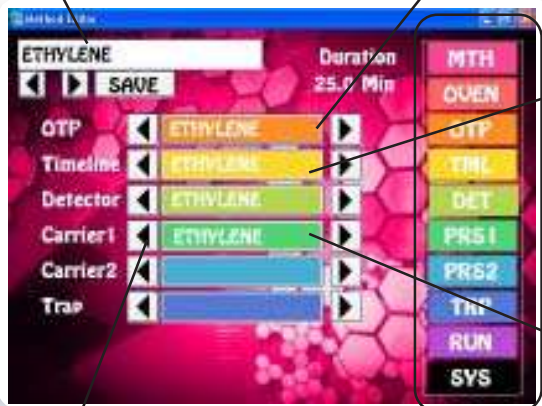 Method Editor
ETHYLENE
Duration
SAVE
25.0 Min
OTP ETHYLENE
Timeline ETHYLENE
Detector ETHYLENE
Carrier1 ETHYLENE
Carrier2
Trap
MTH
OVEN
OTP
TML
DET
PRS1
PRS2
TRP
RUN
SYS